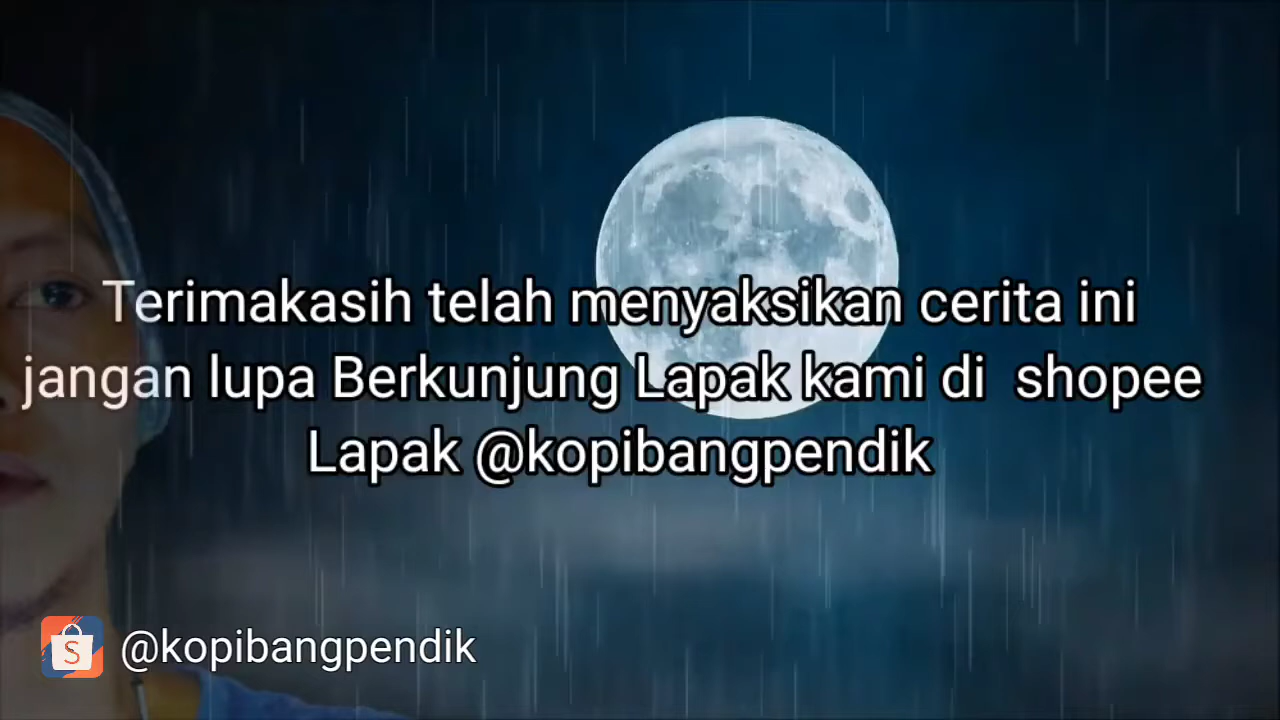 Terimakasih telah menyaksikan cerita ini
jangan lupa Berkunjung Lapak kami di  shopee
Lapak @kopibangpendik
S
@kopibangpendik